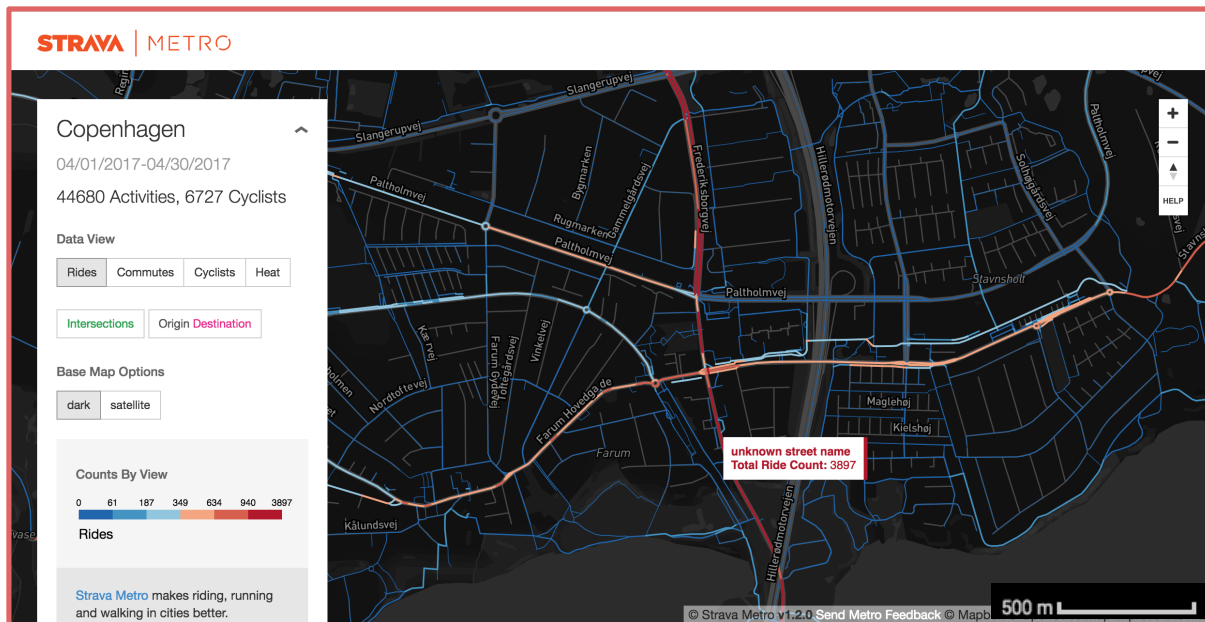 STRAVA | METRO
Copenhagen
04/01/2017-04/30/2017
44680 Activities, 6727 Cyclists
Data View
Rides Commutes Cyclists Heat
Intersections Origin Destination
Base Map Options
dark satellite
Counts By View
0 61 187 349 634 940 3897
Rides
Strava Metro makes riding, running
and walking in cities better.
Slangerupvej
Slangerupvej
Paltholmvej
Bygmarken
Gammelgårdsvej
Rugmarken
Paltholmvej
Frederiksborgvej
Hillerødmotorvejen
Paltholmvej
Solhøjgårdsvej
Stavnsholt
Paltholmvej
Kærvej
Farum Gydevej
Vinkelvej
Nordtoftevej
Farum Hovedgade
Farum
Maglehøj
Kielshøj
Kålundsvej
Hillerødmotorvejen
unknown street name
Total Ride Count: 3897
+
−
HELP
© Strava Metro v1.2.0 Send Metro Feedback © Mapb
500 m